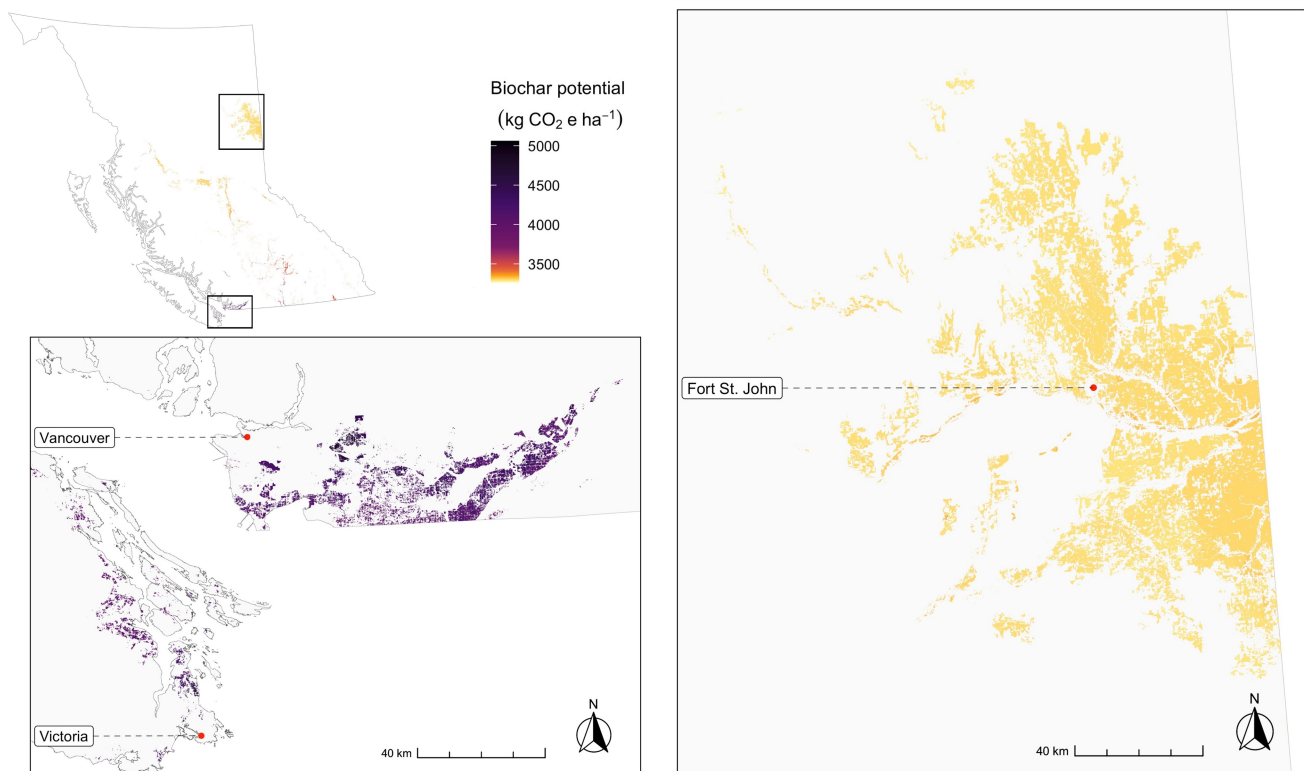 Biochar potential
(kg CO₂ e ha⁻¹)
5000
4500
4000
3500
Vancouver
Victoria
40 km
N
Fort St. John
40 km
N